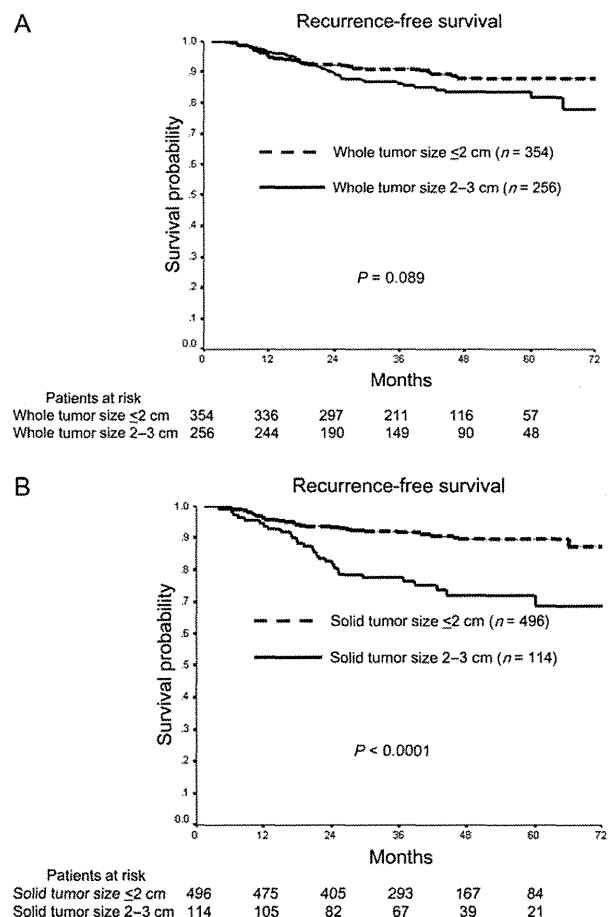 A
Recurrence-free survival
Survival probability
1.0
.9
.8
.7
.6
.5
.4
.3
.2
.1
0.0
Whole tumor size ≤2 cm (n = 354)
Whole tumor size 2–3 cm (n = 256)
P = 0.089
0 12 24 36 48 60 72
Months
Patients at risk
Whole tumor size ≤2 cm 354 336 297 211 116 57
Whole tumor size 2–3 cm 256 244 190 149 90 48
B
Recurrence-free survival
Survival probability
1.0
.9
.8
.7
.6
.5
.4
.3
.2
.1
0.0
Solid tumor size ≤2 cm (n = 496)
Solid tumor size 2–3 cm (n = 114)
P < 0.0001
0 12 24 36 48 60 72
Months
Patients at risk
Solid tumor size ≤2 cm 496 475 405 293 167 84
Solid tumor size 2–3 cm 114 105 82 67 39 21